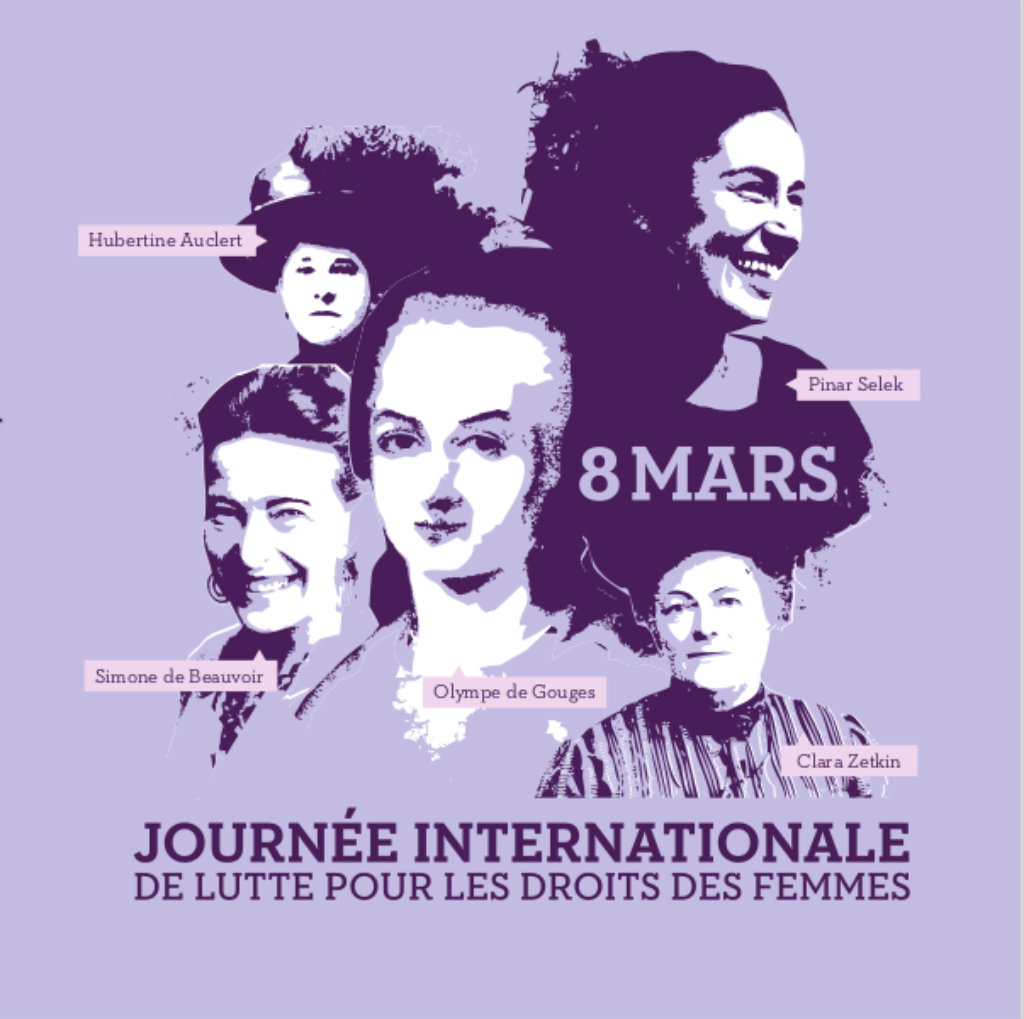 Hubertine Auclert
Pinar Selek
8 MARS
Simone de Beauvoir
Olympe de Gouges
Clara Zetkin
JOURNÉE INTERNATIONALE
DE LUTTE POUR LES DROITS DES FEMMES